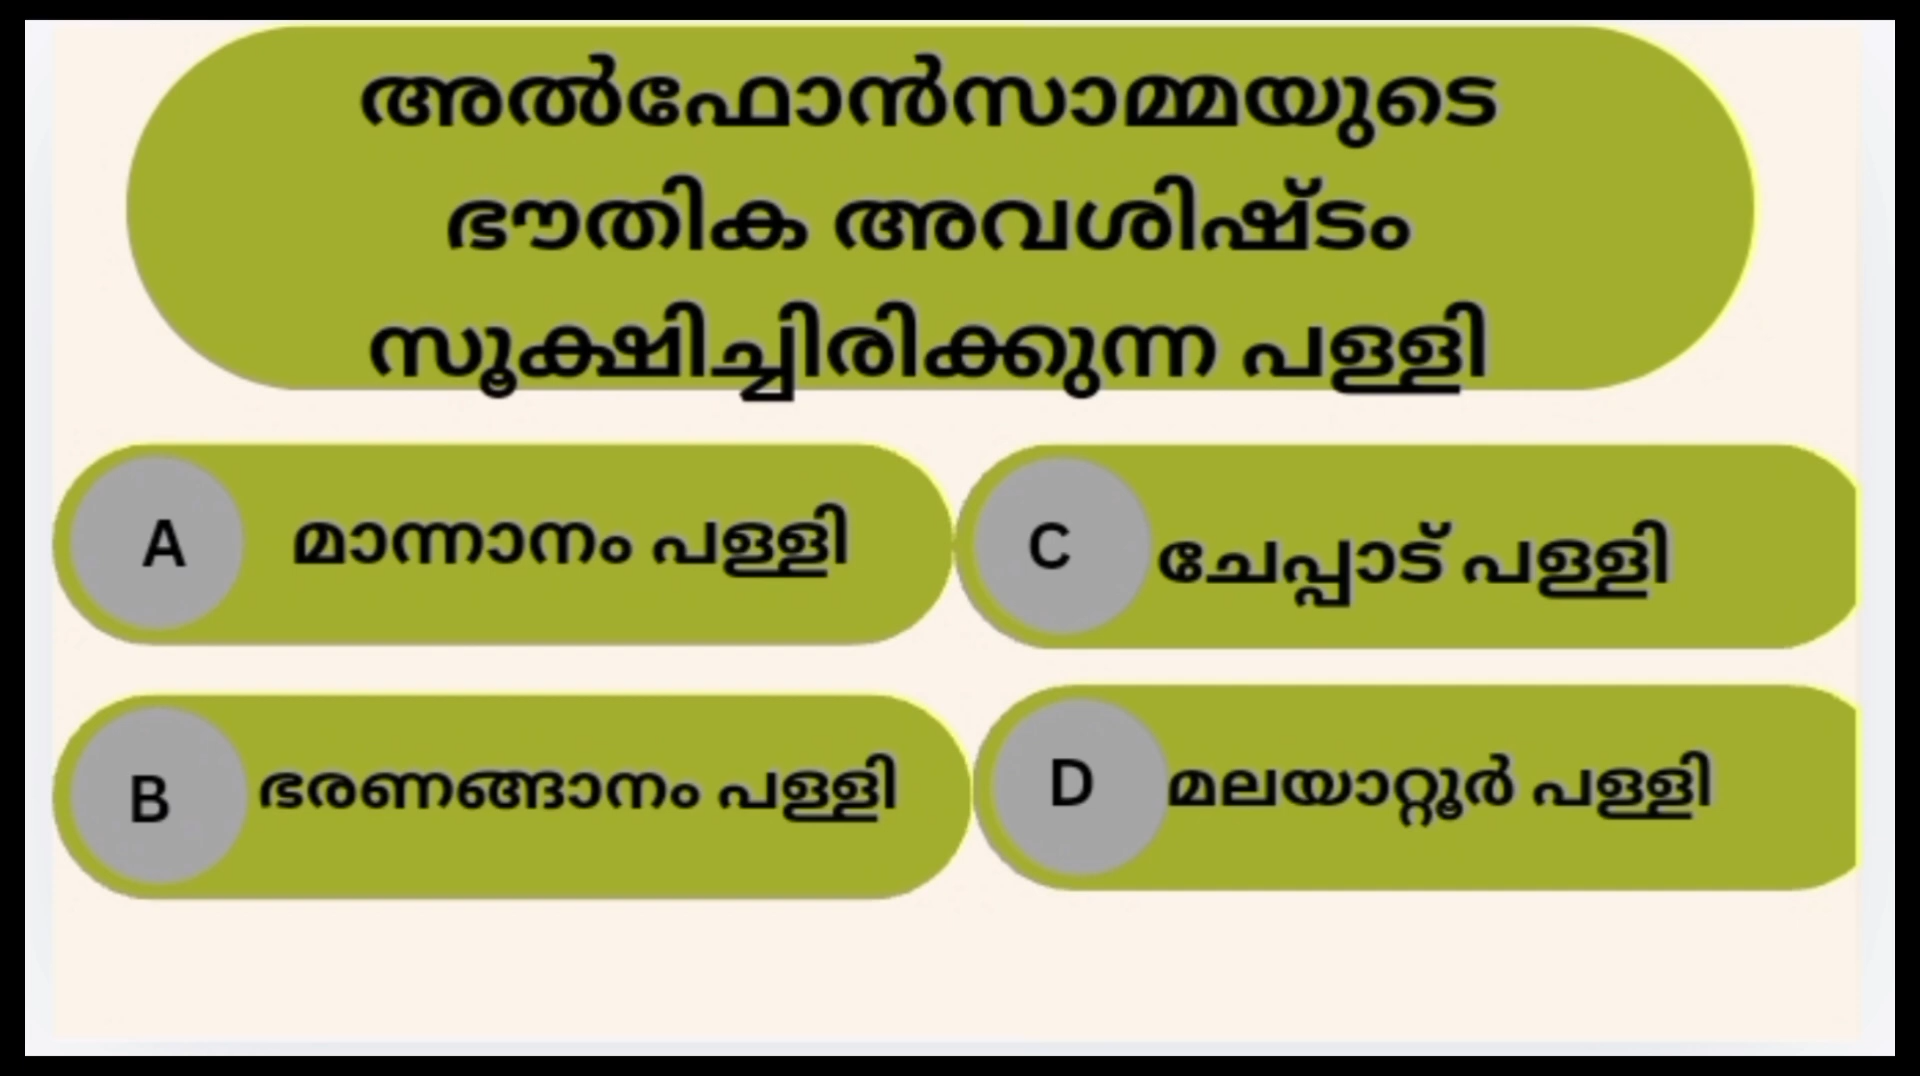 അൽഫോൻസാമ്മയുടെ
ഭൗതിക അവശിഷ്ടം
സൂക്ഷിച്ചിരിക്കുന്ന പള്ളി
A മാന്നാനം പള്ളി
C ചേപ്പാട് പള്ളി
B ഭരണങ്ങാനം പള്ളി
D മലയാറ്റൂർ പള്ളി